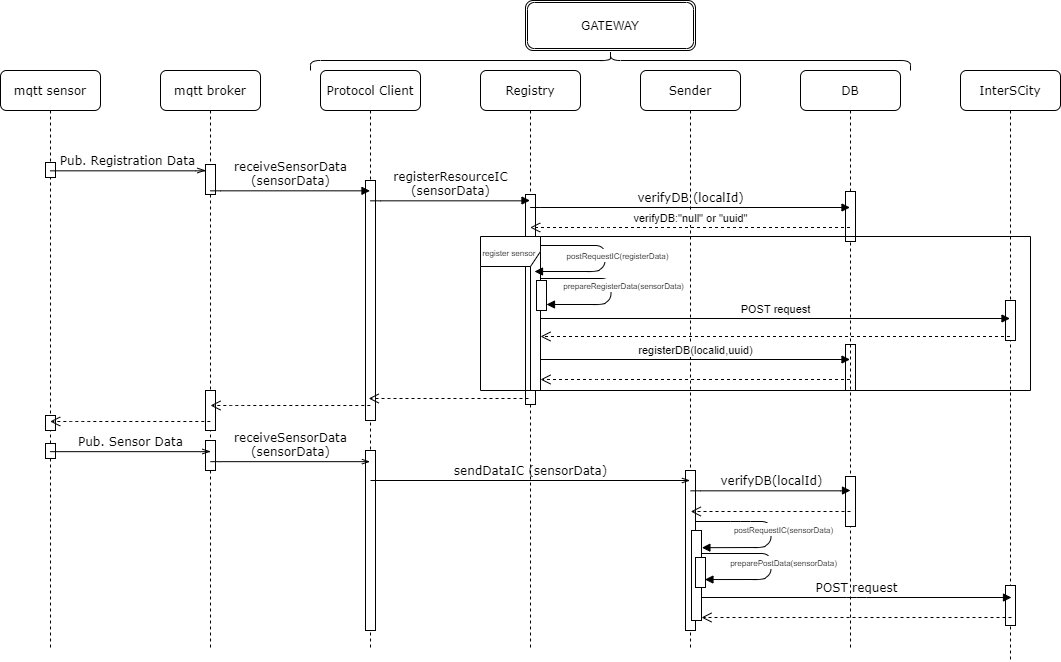 GATEWAY
mqtt sensor
mqtt broker
Protocol Client
Registry
Sender
DB
InterSCity
Pub. Registration Data
receiveSensorData
(sensorData)
registerResourceIC
(sensorData)
verifyDB (localId)
verifyDB:"null" or "uuid"
register sensor
postRequestIC(registerData)
prepareRegisterData(sensorData)
POST request
registerDB(localid,uuid)
Pub. Sensor Data
receiveSensorData
(sensorData)
sendDataIC (sensorData)
verifyDB(localId)
postRequestIC(sensorData)
preparePostData(sensorData)
POST request